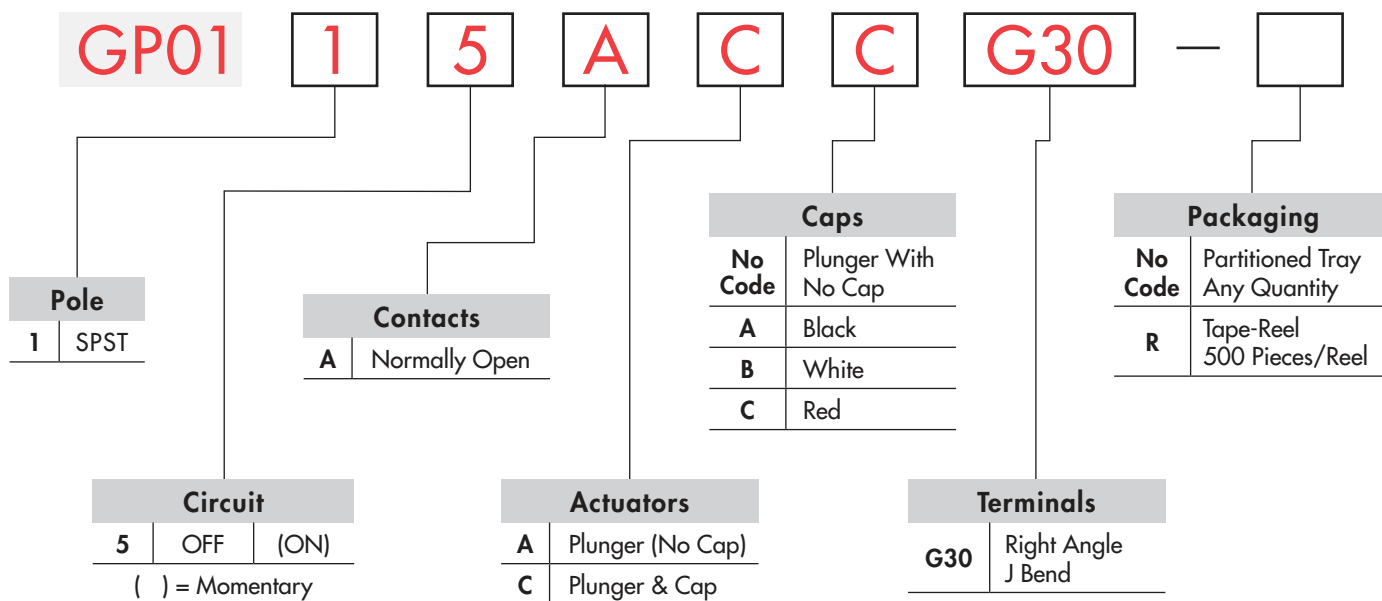 GP01 1 5 A C C G30 —
Pole
1 SPST
Circuit
5 OFF (ON)
( ) = Momentary
Contacts
A Normally Open
Actuators
A Plunger (No Cap)
C Plunger & Cap
Caps
No Code Plunger With
No Cap
A Black
B White
C Red
Terminals
G30 Right Angle
J Bend
Packaging
No Code Partitioned Tray
Any Quantity
R Tape-Reel
500 Pieces/Reel